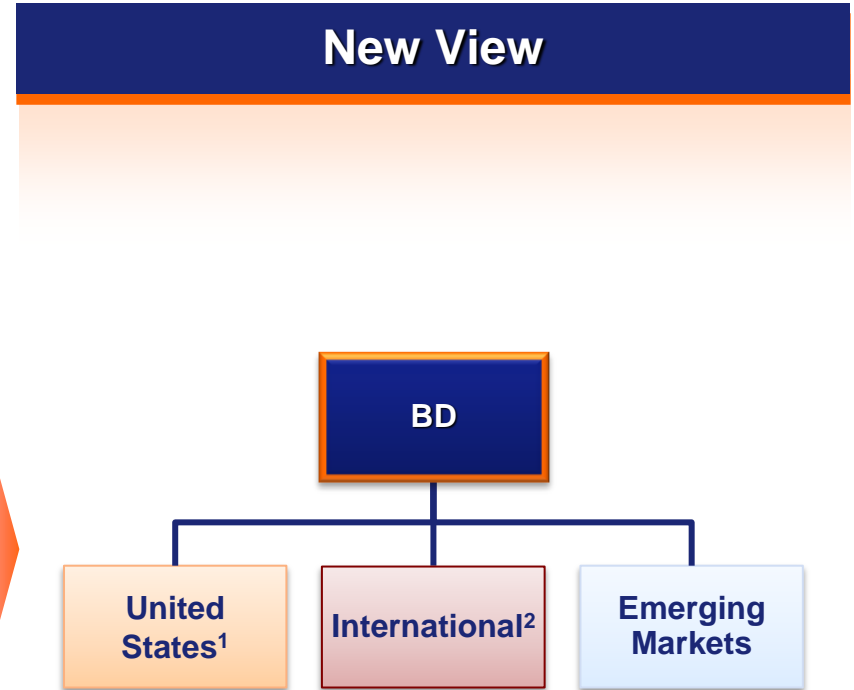 New View
BD
United
States¹
International²
Emerging
Markets